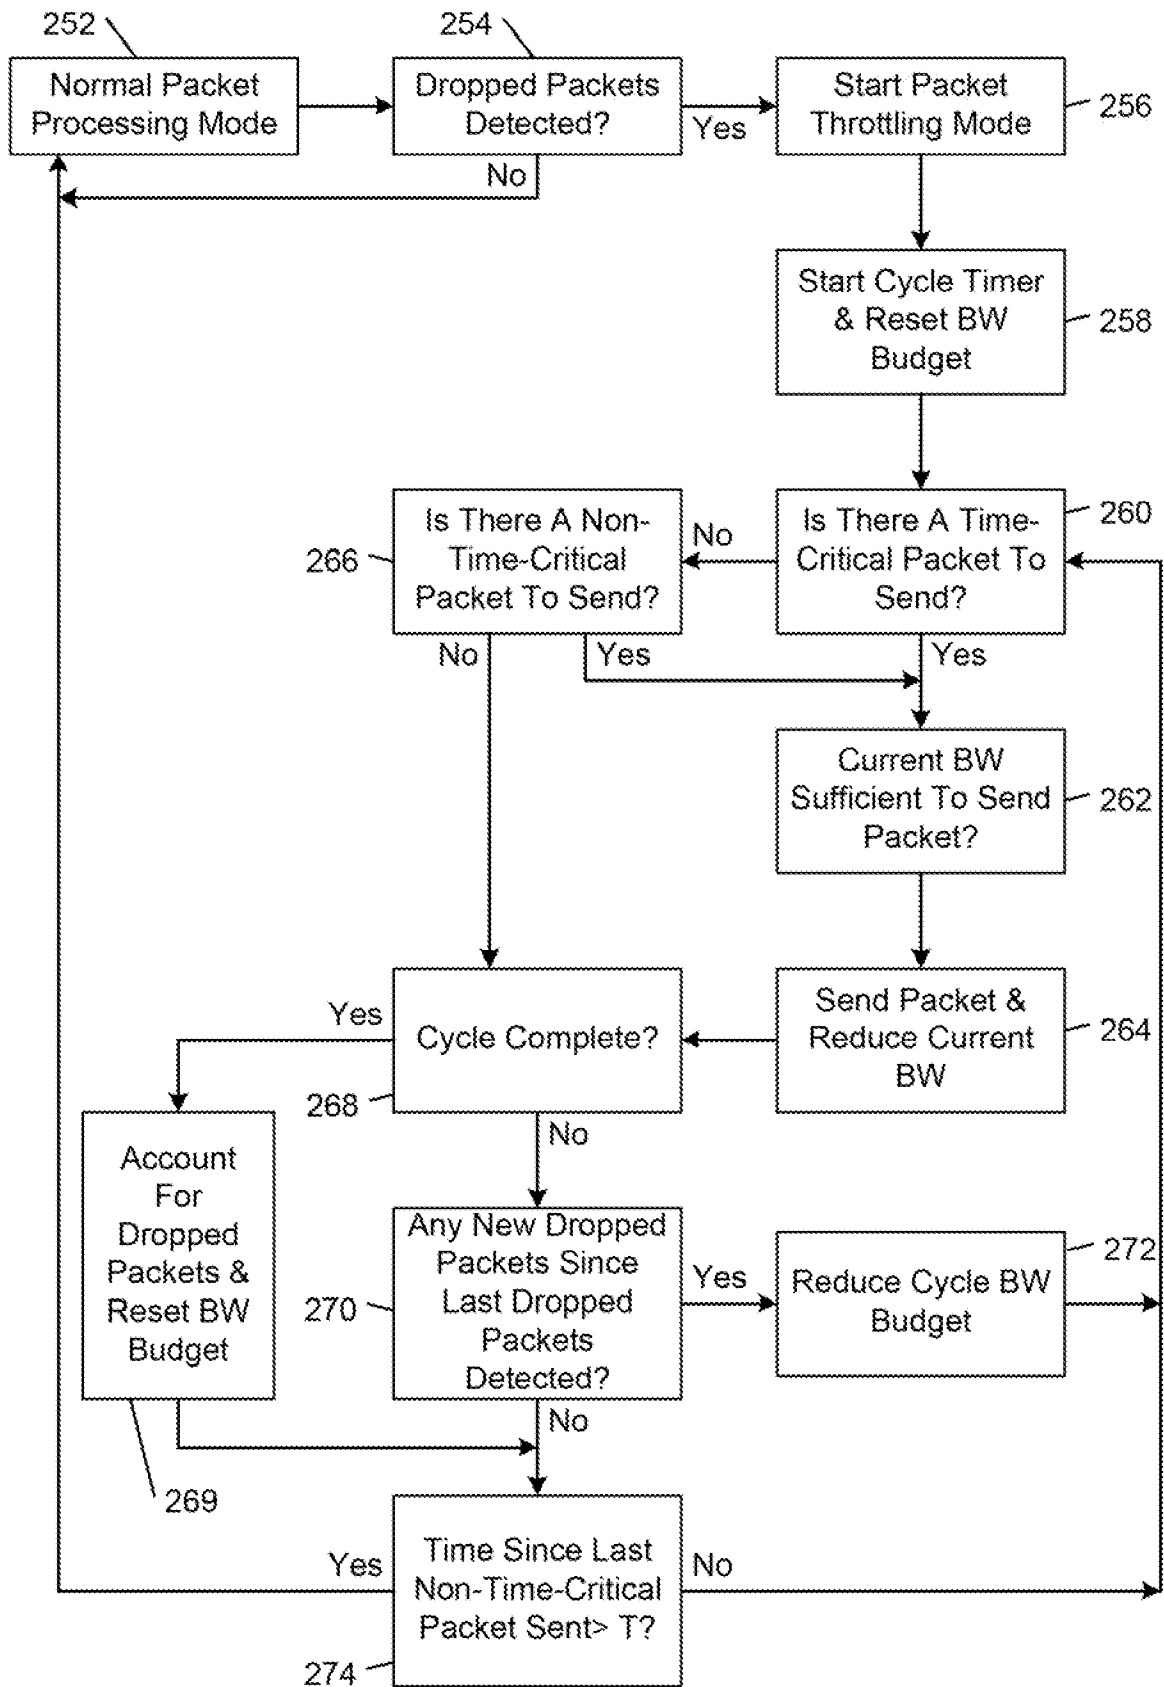 252
254
Normal Packet
Processing Mode
Dropped Packets
Detected?
Yes
Start Packet
Throttling Mode
256
No
Start Cycle Timer
& Reset BW
Budget
258
266
Is There A Non-
Time-Critical
Packet To Send?
No
Is There A Time-
Critical Packet To
Send?
260
No
Yes
Yes
Current BW
Sufficient To Send
Packet?
262
Yes
Cycle Complete?
268
Send Packet &
Reduce Current
BW
264
No
Account
For
Dropped
Packets &
Reset BW
Budget
269
270
Any New Dropped
Packets Since
Last Dropped
Packets
Detected?
Yes
Reduce Cycle BW
Budget
272
No
Yes
Time Since Last
Non-Time-Critical
Packet Sent> T?
No
274